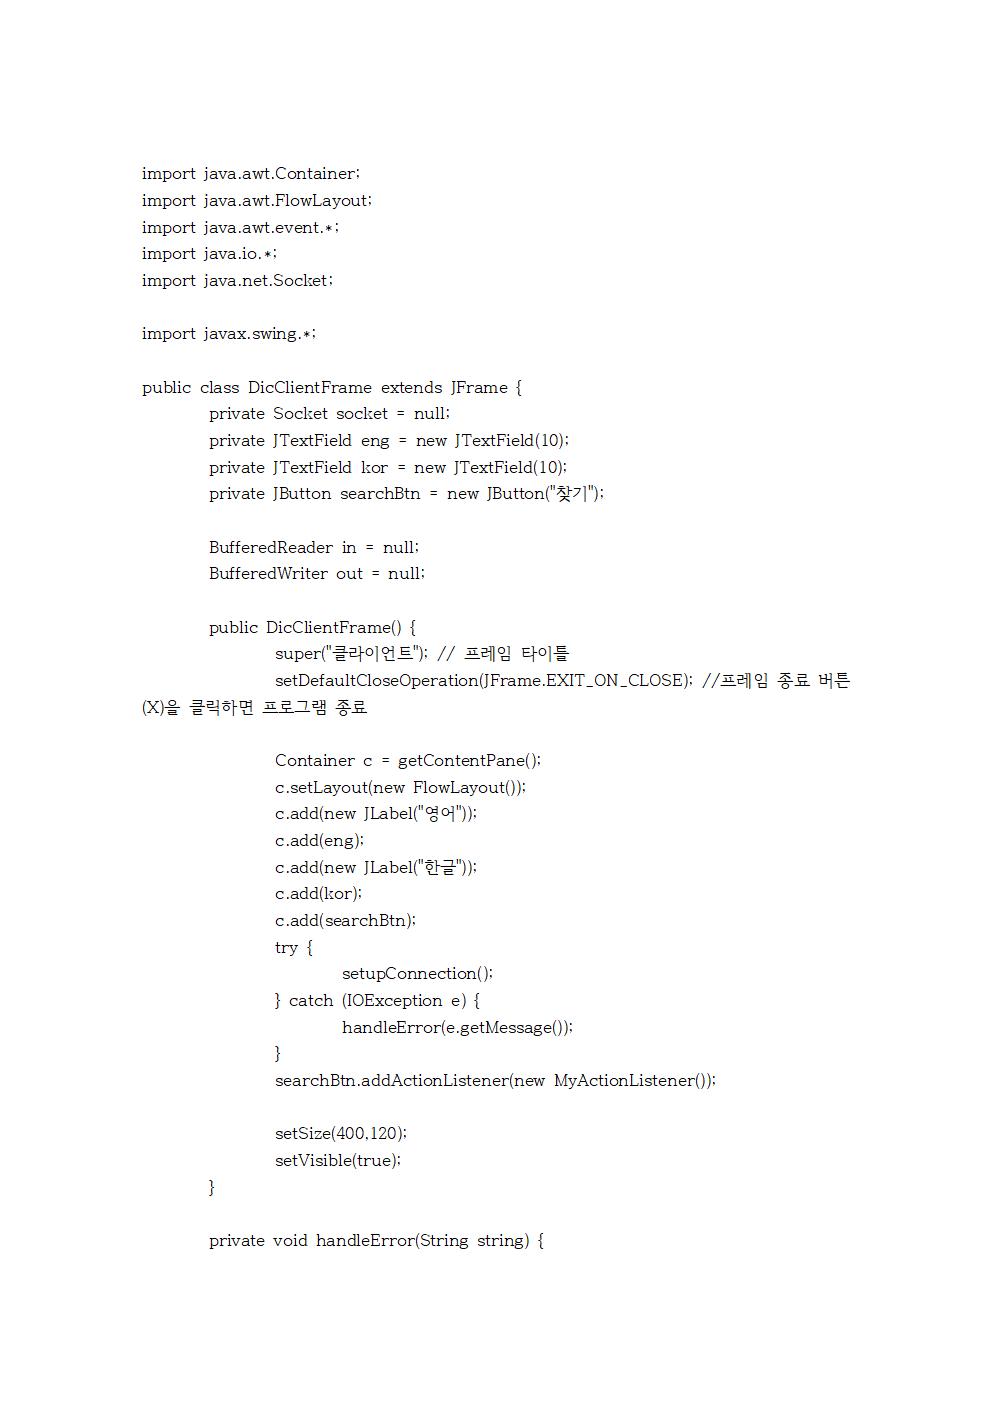 import java.awt.Container;
import java.awt.FlowLayout;
import java.awt.event.*;
import java.io.*;
import java.net.Socket;

import javax.swing.*;

public class DicClientFrame extends JFrame {
        private Socket socket = null;
        private JTextField eng = new JTextField(10);
        private JTextField kor = new JTextField(10);
        private JButton searchBtn = new JButton("찾기");

        BufferedReader in = null;
        BufferedWriter out = null;

        public DicClientFrame() {
                super("클라이언트"); // 프레임 타이틀
                setDefaultCloseOperation(JFrame.EXIT_ON_CLOSE); //프레임 종료 버튼
(X)을 클릭하면 프로그램 종료

                Container c = getContentPane();
                c.setLayout(new FlowLayout());
                c.add(new JLabel("영어"));
                c.add(eng);
                c.add(new JLabel("한글"));
                c.add(kor);
                c.add(searchBtn);
                try {
                        setupConnection();
                } catch (IOException e) {
                        handleError(e.getMessage());
                }
                searchBtn.addActionListener(new MyActionListener());

                setSize(400,120);
                setVisible(true);
        }

        private void handleError(String string) {